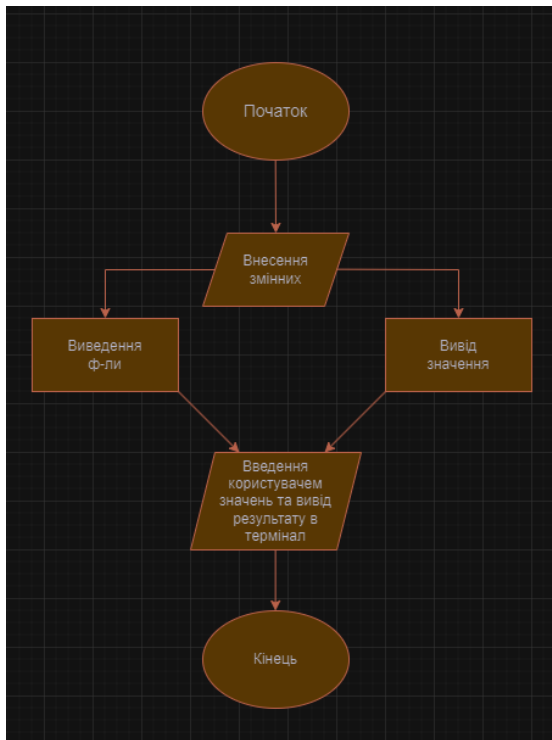 Початок
Внесення
змінних
Виведення
ф-ли
Вивід
значення
Введення
користувачем
значень та вивід
результату в
термінал
Кінець